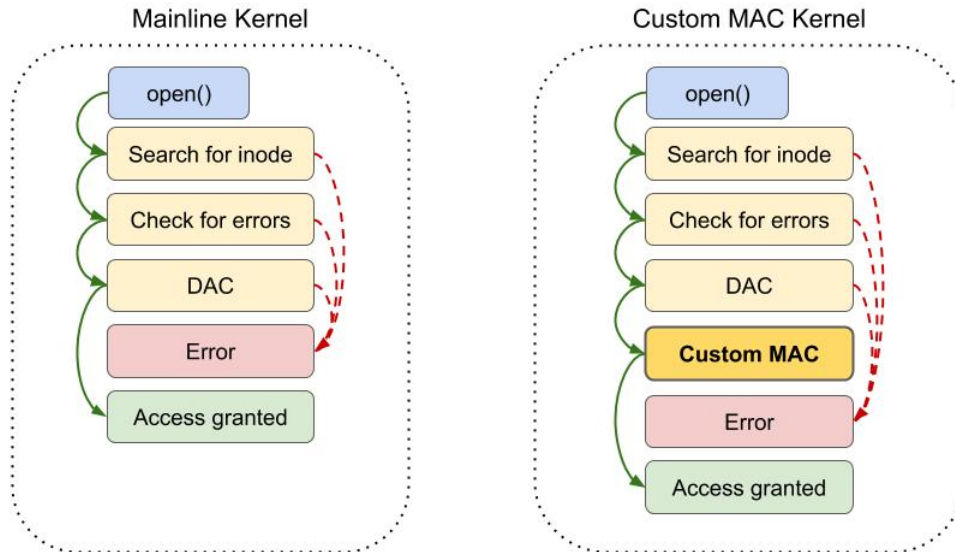 Mainline Kernel
open()
Search for inode
Check for errors
DAC
Error
Access granted
Custom MAC Kernel
open()
Search for inode
Check for errors
DAC
Custom MAC
Error
Access granted